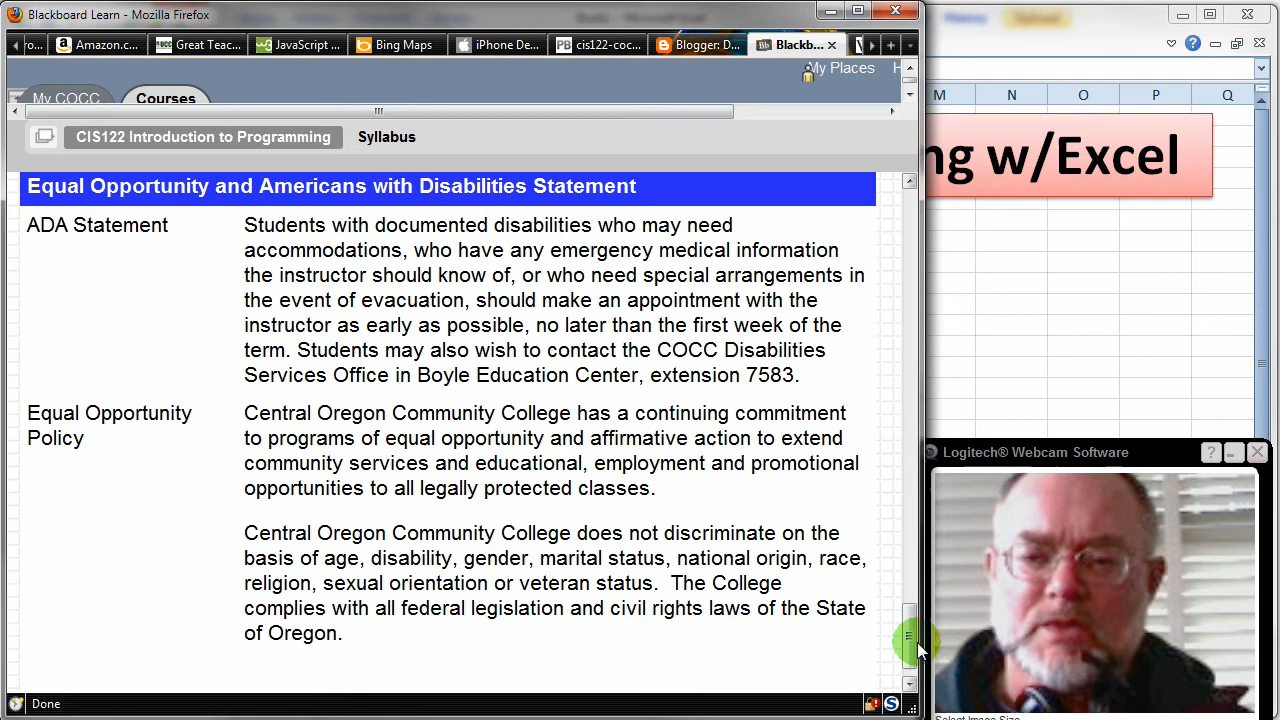 Blackboard Learn - Mozilla Firefox
ro...
Amazon.c...
Great Teac...
JavaScript ...
Bing Maps
iPhone De...
cis122-coc...
Blogger: D...
Blackb...
My Places
My COCC
Courses
CIS122 Introduction to Programming
Syllabus
M N O P Q
ng w/Excel
Equal Opportunity and Americans with Disabilities Statement
ADA Statement
Students with documented disabilities who may need
accommodations, who have any emergency medical information
the instructor should know of, or who need special arrangements in
the event of evacuation, should make an appointment with the
instructor as early as possible, no later than the first week of the
term. Students may also wish to contact the COCC Disabilities
Services Office in Boyle Education Center, extension 7583.
Equal Opportunity
Policy
Central Oregon Community College has a continuing commitment
to programs of equal opportunity and affirmative action to extend
community services and educational, employment and promotional
opportunities to all legally protected classes.
Central Oregon Community College does not discriminate on the
basis of age, disability, gender, marital status, national origin, race,
religion, sexual orientation or veteran status.  The College
complies with all federal legislation and civil rights laws of the State
of Oregon.
Logitech® Webcam Software
Select Image Size
Done